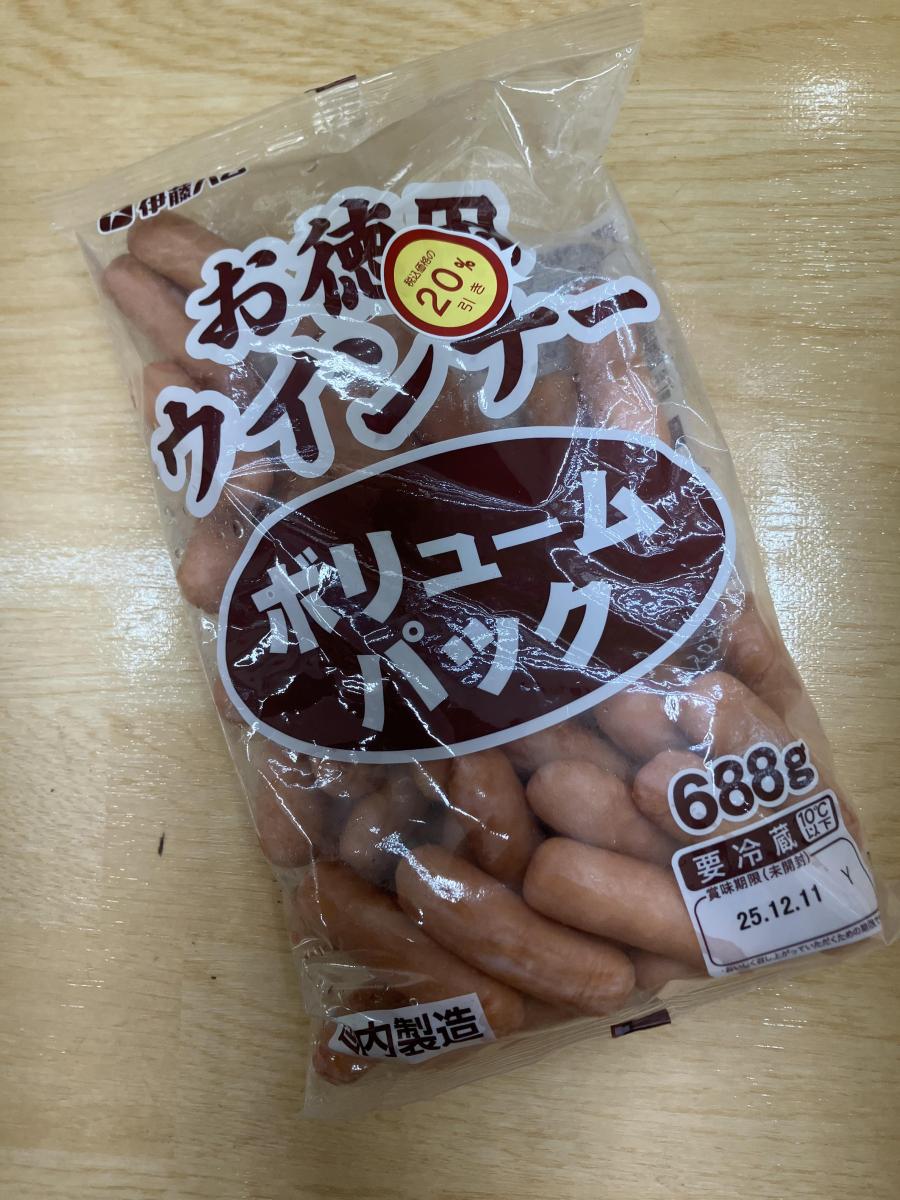 伊藤ハム
お徳用
税込価格の
20%
引き
ウインナー
ボリューム
パック
688g
要冷蔵 10℃以下
賞味期限(未開封)
25.12.11 Y
内製造